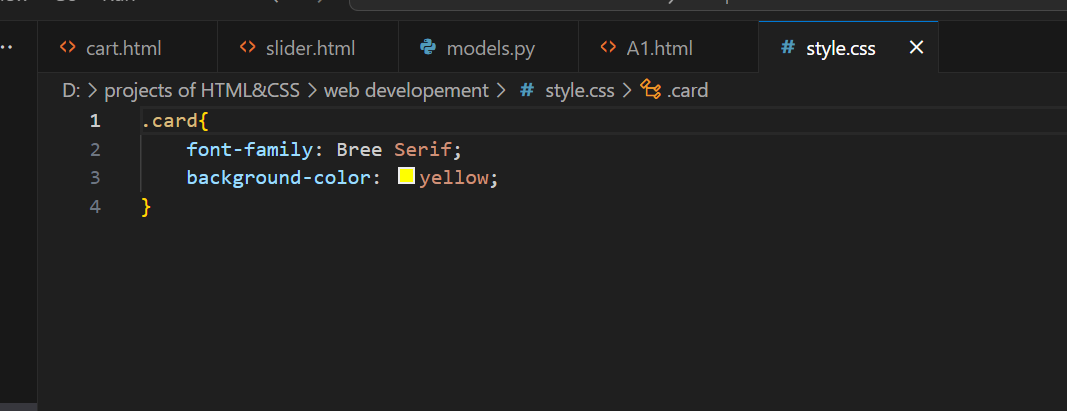 cart.html slider.html models.py A1.html # style.css ×
D: > projects of HTML&CSS > web developement > # style.css > .card
1 .card{
2 font-family: Bree Serif;
3 background-color: yellow;
4 }